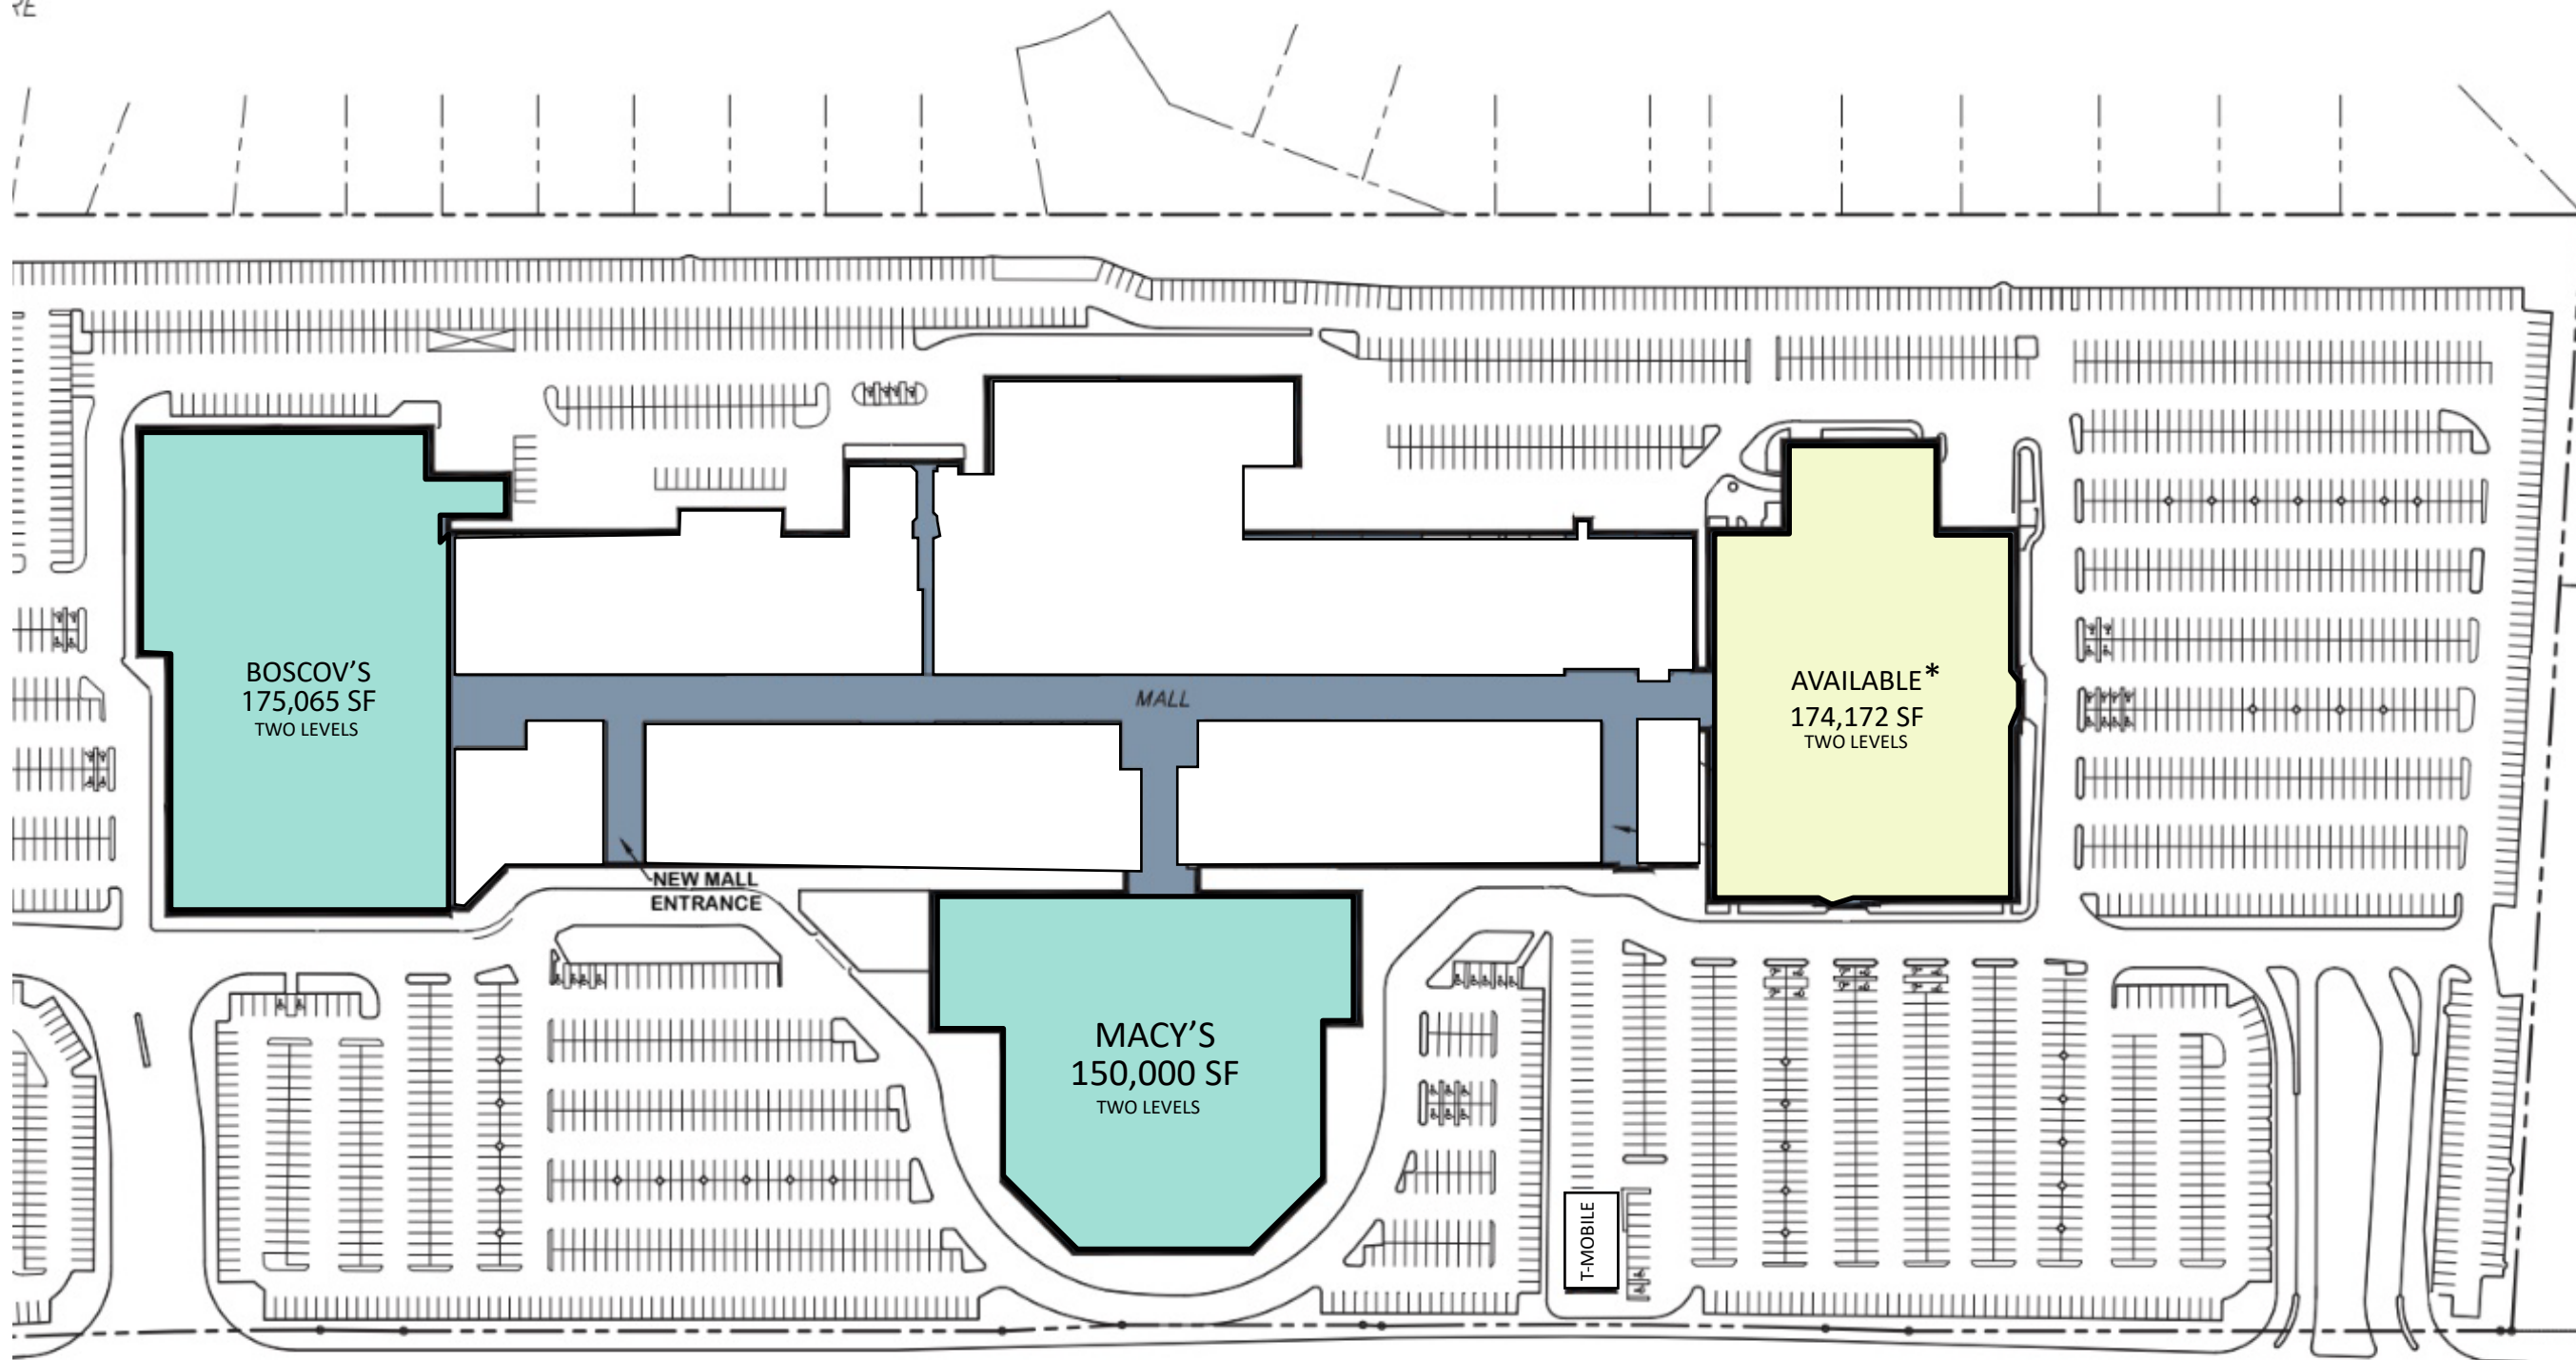 BOSCOV’S
175,065 SF
TWO LEVELS
MALL
AVAILABLE*
174,172 SF
TWO LEVELS
NEW MALL
ENTRANCE
MACY’S
150,000 SF
TWO LEVELS
T-MOBILE